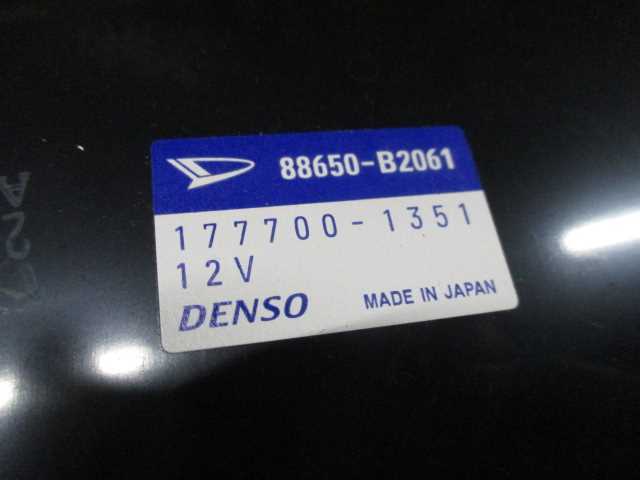 88650-B2061
177700-1351
12V
DENSO
MADE IN JAPAN